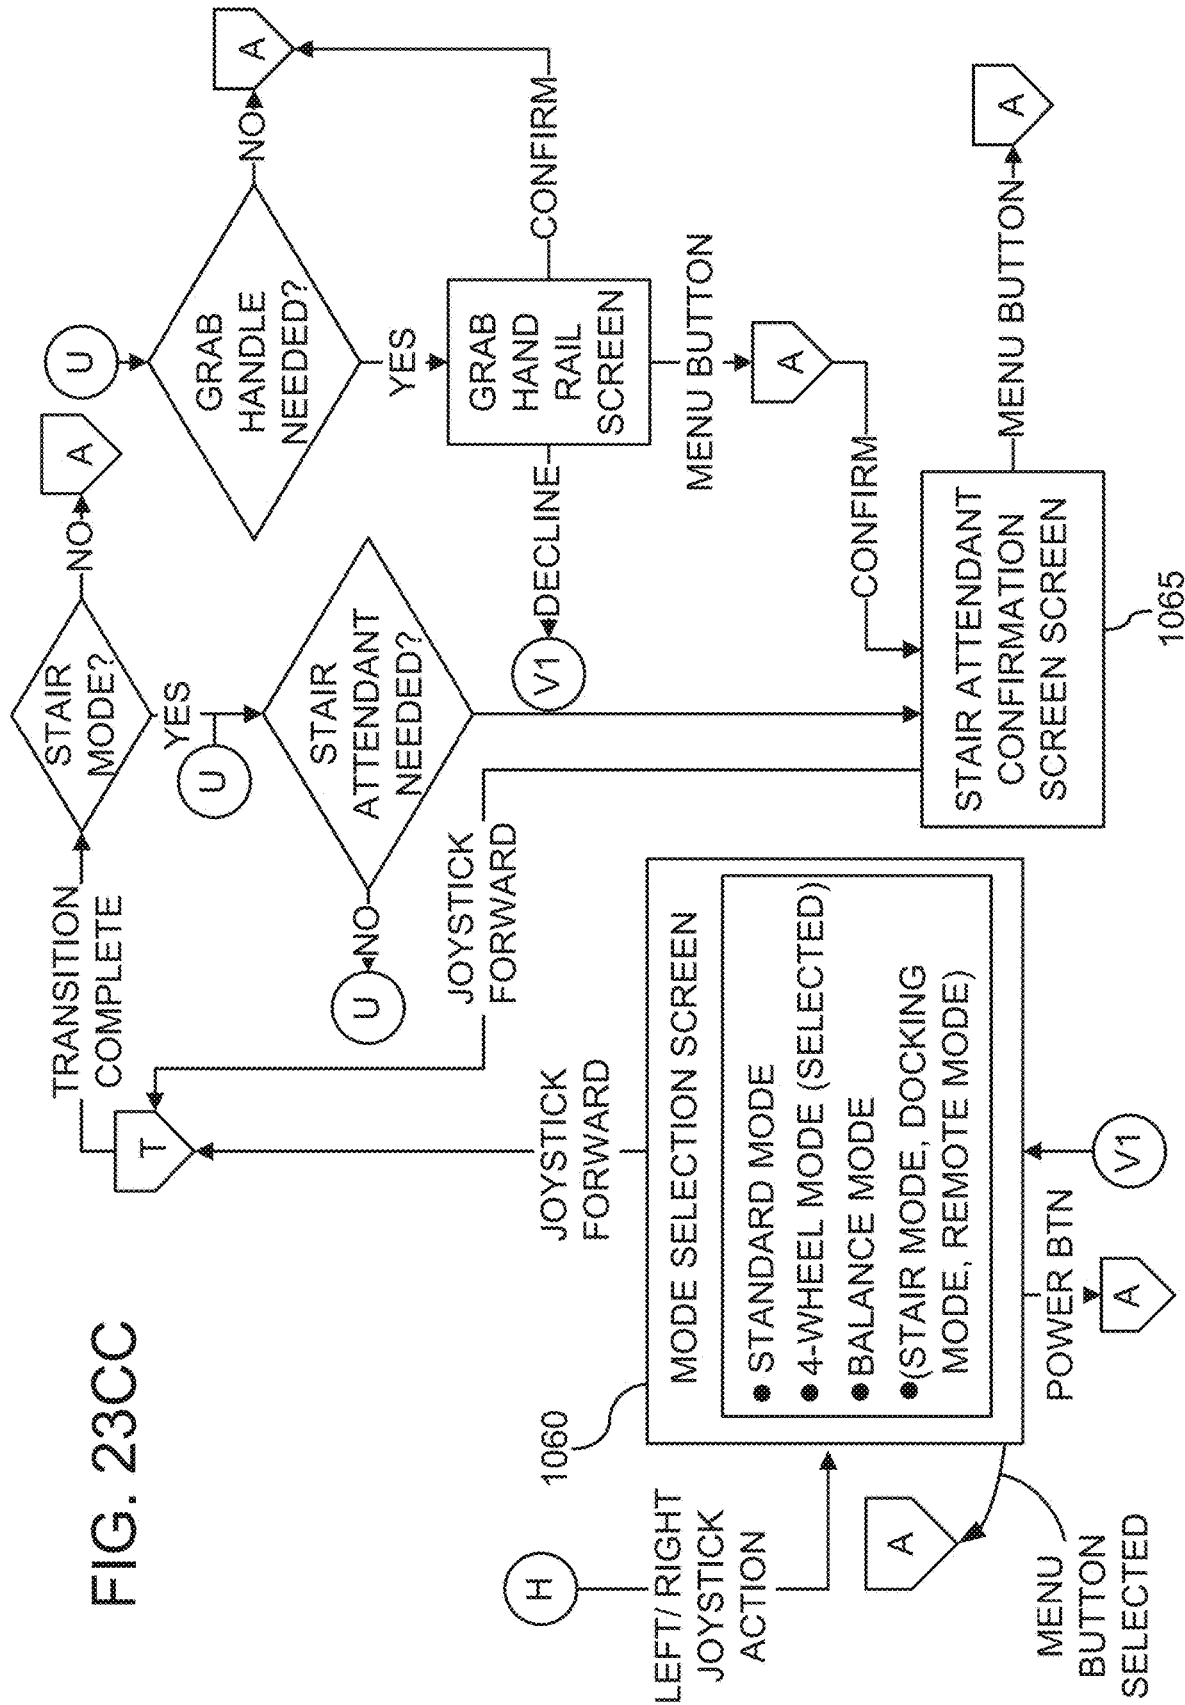 FIG. 23CC
TRANSITION
COMPLETE
T
STAIR
MODE?
NO
A
YES
U
STAIR
ATTENDANT
NEEDED?
NO
U
U
GRAB
HANDLE
NEEDED?
NO
A
YES
GRAB
HAND
RAIL
SCREEN
CONFIRM
DECLINE
V1
MENU BUTTON
A
CONFIRM
JOYSTICK
FORWARD
JOYSTICK
FORWARD
STAIR ATTENDANT
CONFIRMATION
SCREEN SCREEN
1065
MENU BUTTON
A
1060
MODE SELECTION SCREEN
● STANDARD MODE
● 4-WHEEL MODE (SELECTED)
● BALANCE MODE
● (STAIR MODE, DOCKING
MODE, REMOTE MODE)
H
LEFT/ RIGHT
JOYSTICK
ACTION
A
MENU
BUTTON
SELECTED
POWER BTN
A
V1